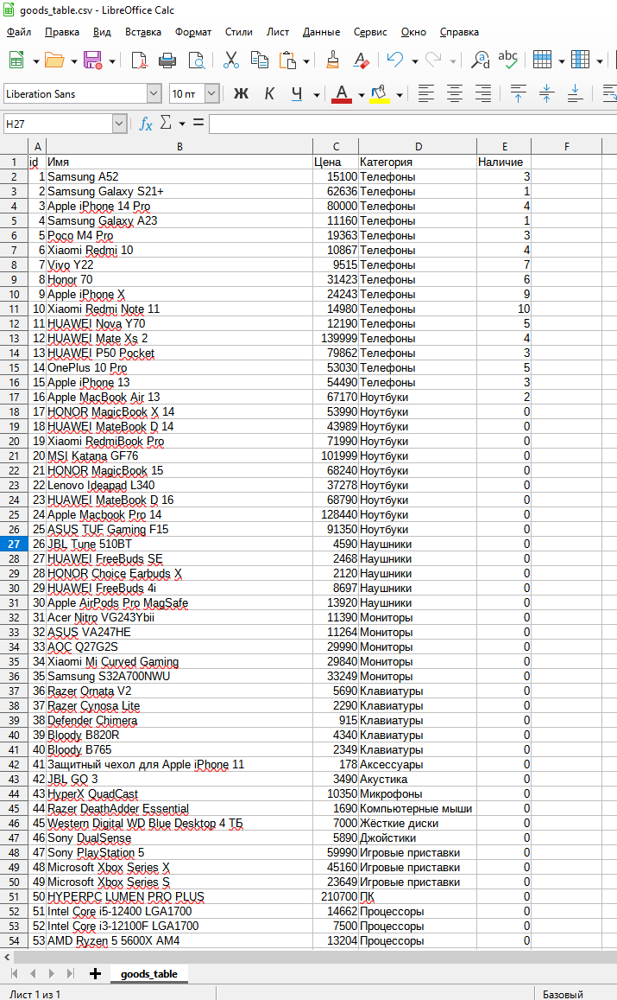 goods_table.csv - LibreOffice Calc
Файл Правка Вид Вставка Формат Стили Лист Данные Сервис Окно Справка
Liberation Sans 10 пт Ж К Ч А
H27
A B C D E F
1 id Имя Цена Категория Наличие
2 1 Samsung A52 15100 Телефоны 3
3 2 Samsung Galaxy S21+ 62636 Телефоны 1
4 3 Apple iPhone 14 Pro 80000 Телефоны 4
5 4 Samsung Galaxy A23 11160 Телефоны 1
6 5 Poco M4 Pro 19363 Телефоны 3
7 6 Xiaomi Redmi 10 10867 Телефоны 4
8 7 Vivo Y22 9515 Телефоны 7
9 8 Honor 70 31423 Телефоны 6
10 9 Apple iPhone X 24243 Телефоны 9
11 10 Xiaomi Redmi Note 11 14980 Телефоны 10
12 11 HUAWEI Nova Y70 12190 Телефоны 5
13 12 HUAWEI Mate Xs 2 139999 Телефоны 4
14 13 HUAWEI P50 Pocket 79862 Телефоны 3
15 14 OnePlus 10 Pro 53030 Телефоны 5
16 15 Apple iPhone 13 54490 Телефоны 3
17 16 Apple MacBook Air 13 67170 Ноутбуки 2
18 17 HONOR MagicBook X 14 53990 Ноутбуки 0
19 18 HUAWEI MateBook D 14 43989 Ноутбуки 0
20 19 Xiaomi RedmiBook Pro 71990 Ноутбуки 0
21 20 MSI Katana GF76 101999 Ноутбуки 0
22 21 HONOR MagicBook 15 68240 Ноутбуки 0
23 22 Lenovo Ideapad L340 37278 Ноутбуки 0
24 23 HUAWEI MateBook D 16 68790 Ноутбуки 0
25 24 Apple Macbook Pro 14 128440 Ноутбуки 0
26 25 ASUS TUF Gaming F15 91350 Ноутбуки 0
27 26 JBL Tune 510BT 4590 Наушники 0
28 27 HUAWEI FreeBuds SE 2468 Наушники 0
29 28 HONOR Choice Earbuds X 2120 Наушники 0
30 29 HUAWEI FreeBuds 4i 8697 Наушники 0
31 30 Apple AirPods Pro MagSafe 13920 Наушники 0
32 31 Acer Nitro VG243Ybii 11390 Мониторы 0
33 32 ASUS VA247HE 11264 Мониторы 0
34 33 AOC Q27G2S 29990 Мониторы 0
35 34 Xiaomi Mi Curved Gaming 29840 Мониторы 0
36 35 Samsung S32A700NWU 33249 Мониторы 0
37 36 Razer Ornata V2 5690 Клавиатуры 0
38 37 Razer Cynosa Lite 2290 Клавиатуры 0
39 38 Defender Chimera 915 Клавиатуры 0
40 39 Bloody B820R 4340 Клавиатуры 0
41 40 Bloody B765 2349 Клавиатуры 0
42 41 Защитный чехол для Apple iPhone 11 178 Аксессуары 0
43 42 JBL GO 3 3490 Акустика 0
44 43 HyperX QuadCast 10350 Микрофоны 0
45 44 Razer DeathAdder Essential 1690 Компьютерные мыши 0
46 45 Western Digital WD Blue Desktop 4 ТБ 7000 Жёсткие диски 0
47 46 Sony DualSense 5890 Джойстики 0
48 47 Sony PlayStation 5 59990 Игровые приставки 0
49 48 Microsoft Xbox Series X 45160 Игровые приставки 0
50 49 Microsoft Xbox Series S 23649 Игровые приставки 0
51 50 HYPERPC LUMEN PRO PLUS 210700 ПК 0
52 51 Intel Core i5-12400 LGA1700 14662 Процессоры 0
53 52 Intel Core i3-12100F LGA1700 7500 Процессоры 0
54 53 AMD Ryzen 5 5600X AM4 13204 Процессоры 0
goods_table
Лист 1 из 1 Базовый